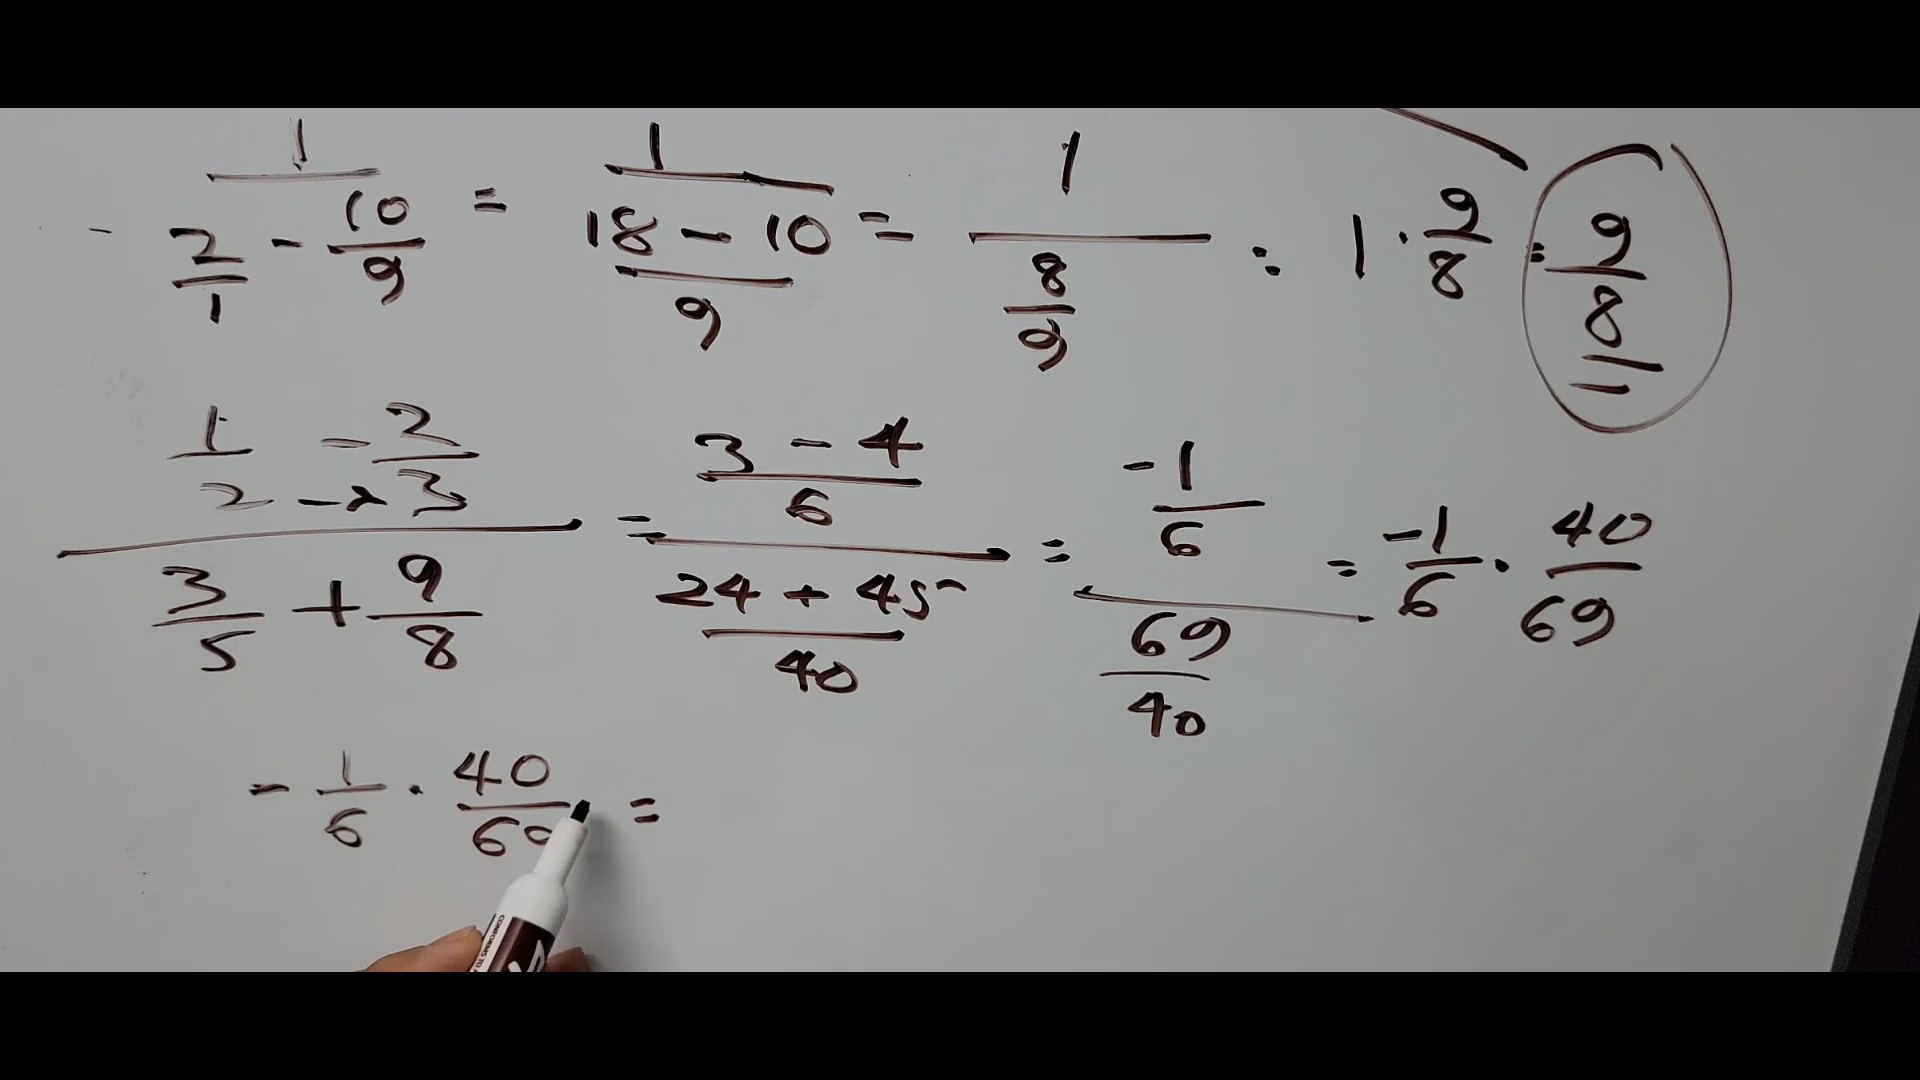 1/(2/1 - 10/9) = 1/((18 - 10)/9) = 1/(8/9) = 1 · 9/8 = 9/8
(1/2 - 2/3)/(3/5 + 9/8) = ((3 - 4)/6)/((24 + 45)/40) = (-1/6)/(69/40) = -1/6 · 40/69
- 1/6 · 40/69 =
CONFORMS TO